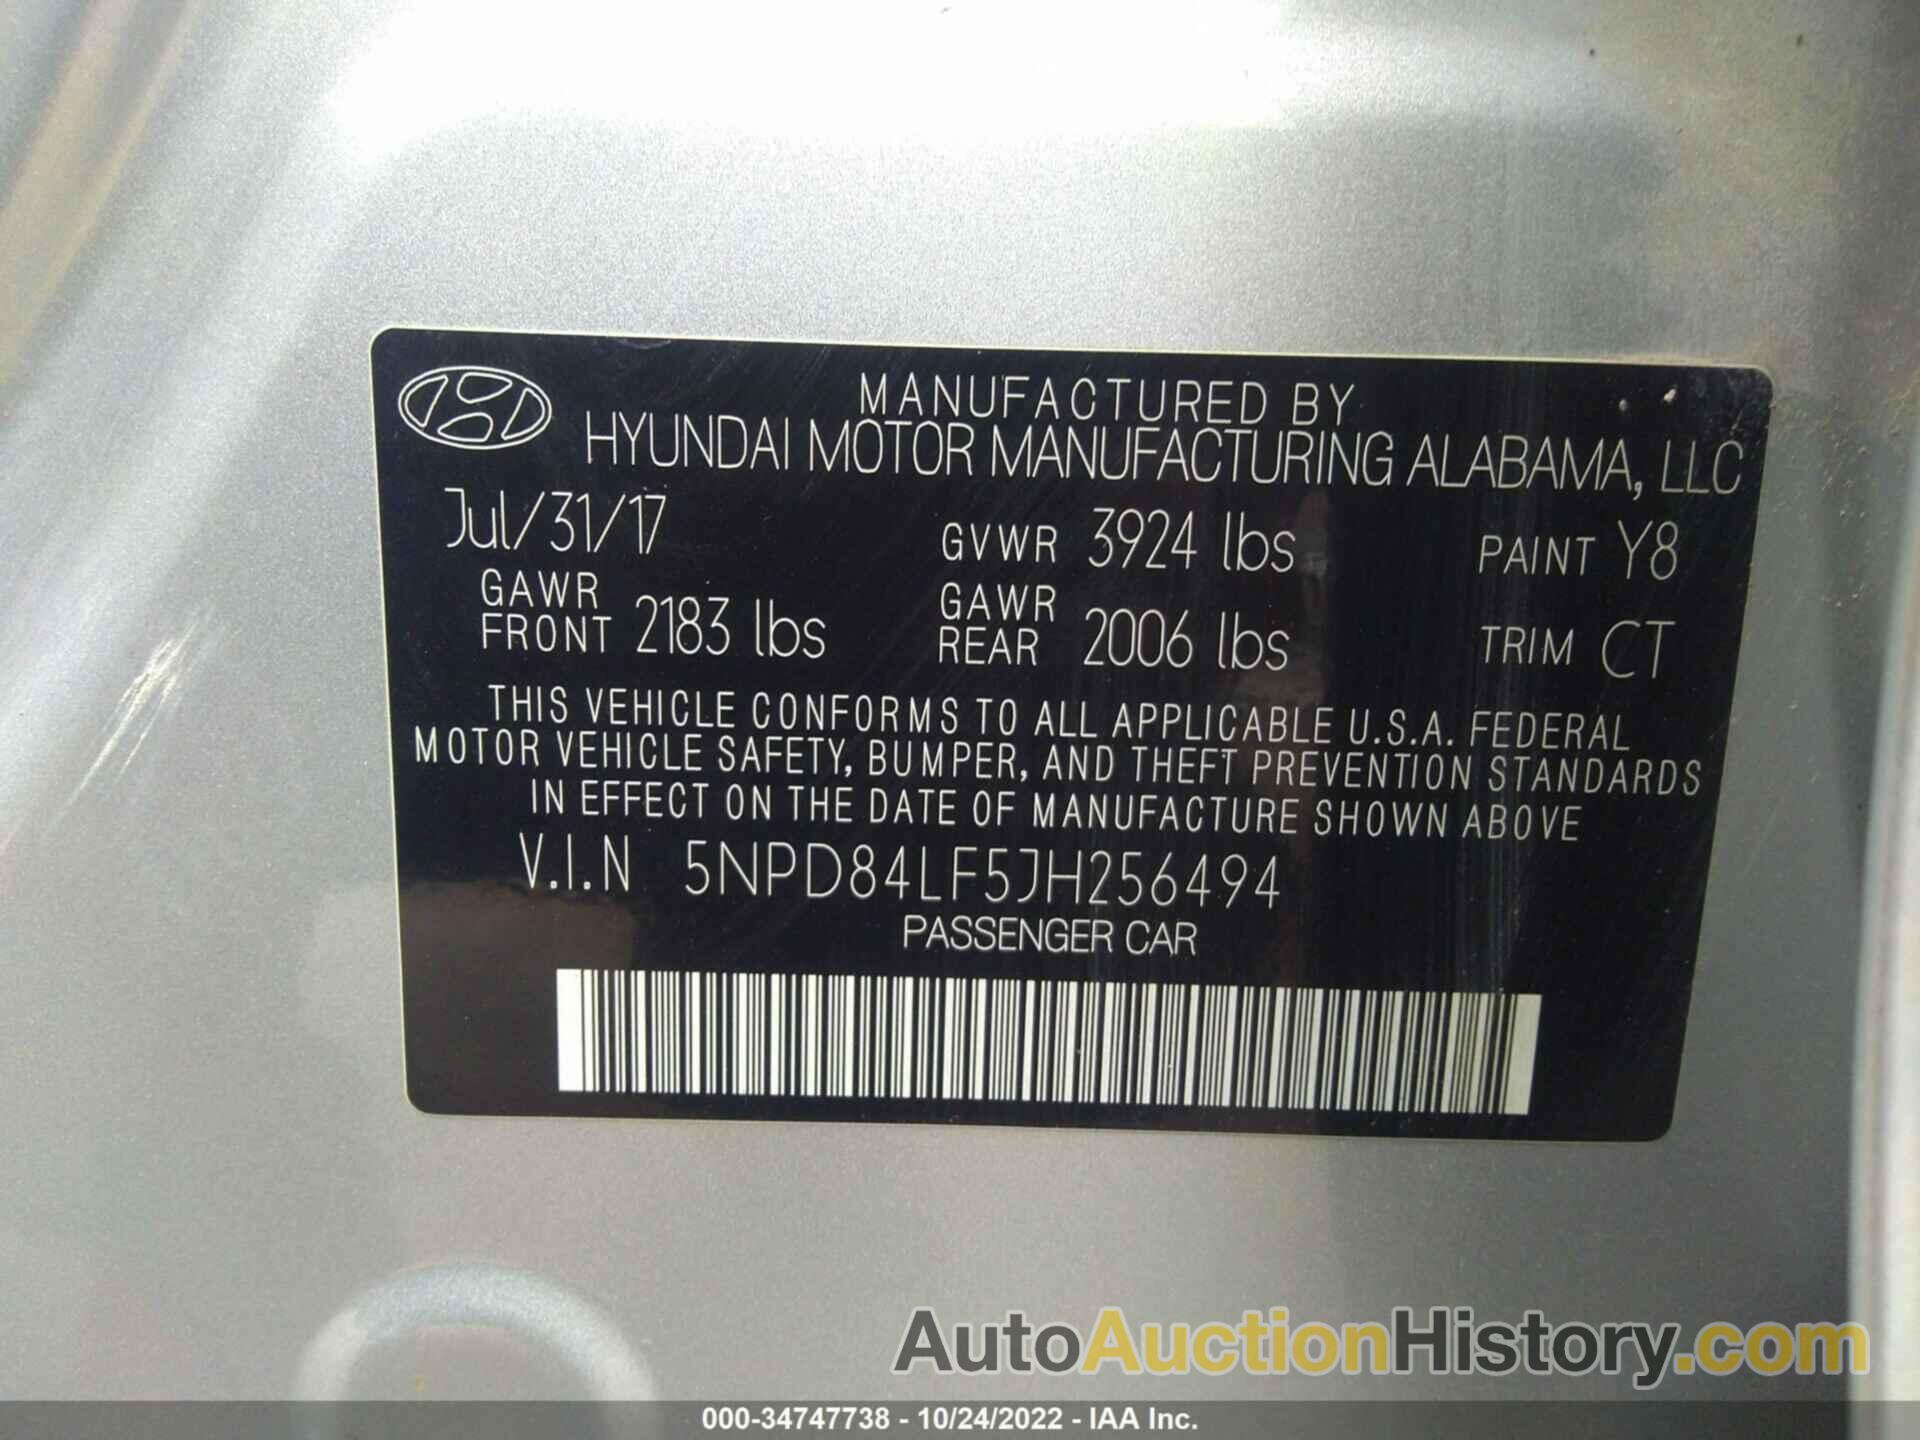 MANUFACTURED BY
HYUNDAI MOTOR MANUFACTURING ALABAMA, LLC
Jul/31/17 GVWR 3924 lbs PAINT Y8
GAWR FRONT 2183 lbs GAWR REAR 2006 lbs TRIM CT
THIS VEHICLE CONFORMS TO ALL APPLICABLE U.S.A. FEDERAL
MOTOR VEHICLE SAFETY, BUMPER, AND THEFT PREVENTION STANDARDS
IN EFFECT ON THE DATE OF MANUFACTURE SHOWN ABOVE
V.I.N 5NPD84LF5JH256494
PASSENGER CAR
AutoAuctionHistory.com
000-34747738 - 10/24/2022 - IAA Inc.